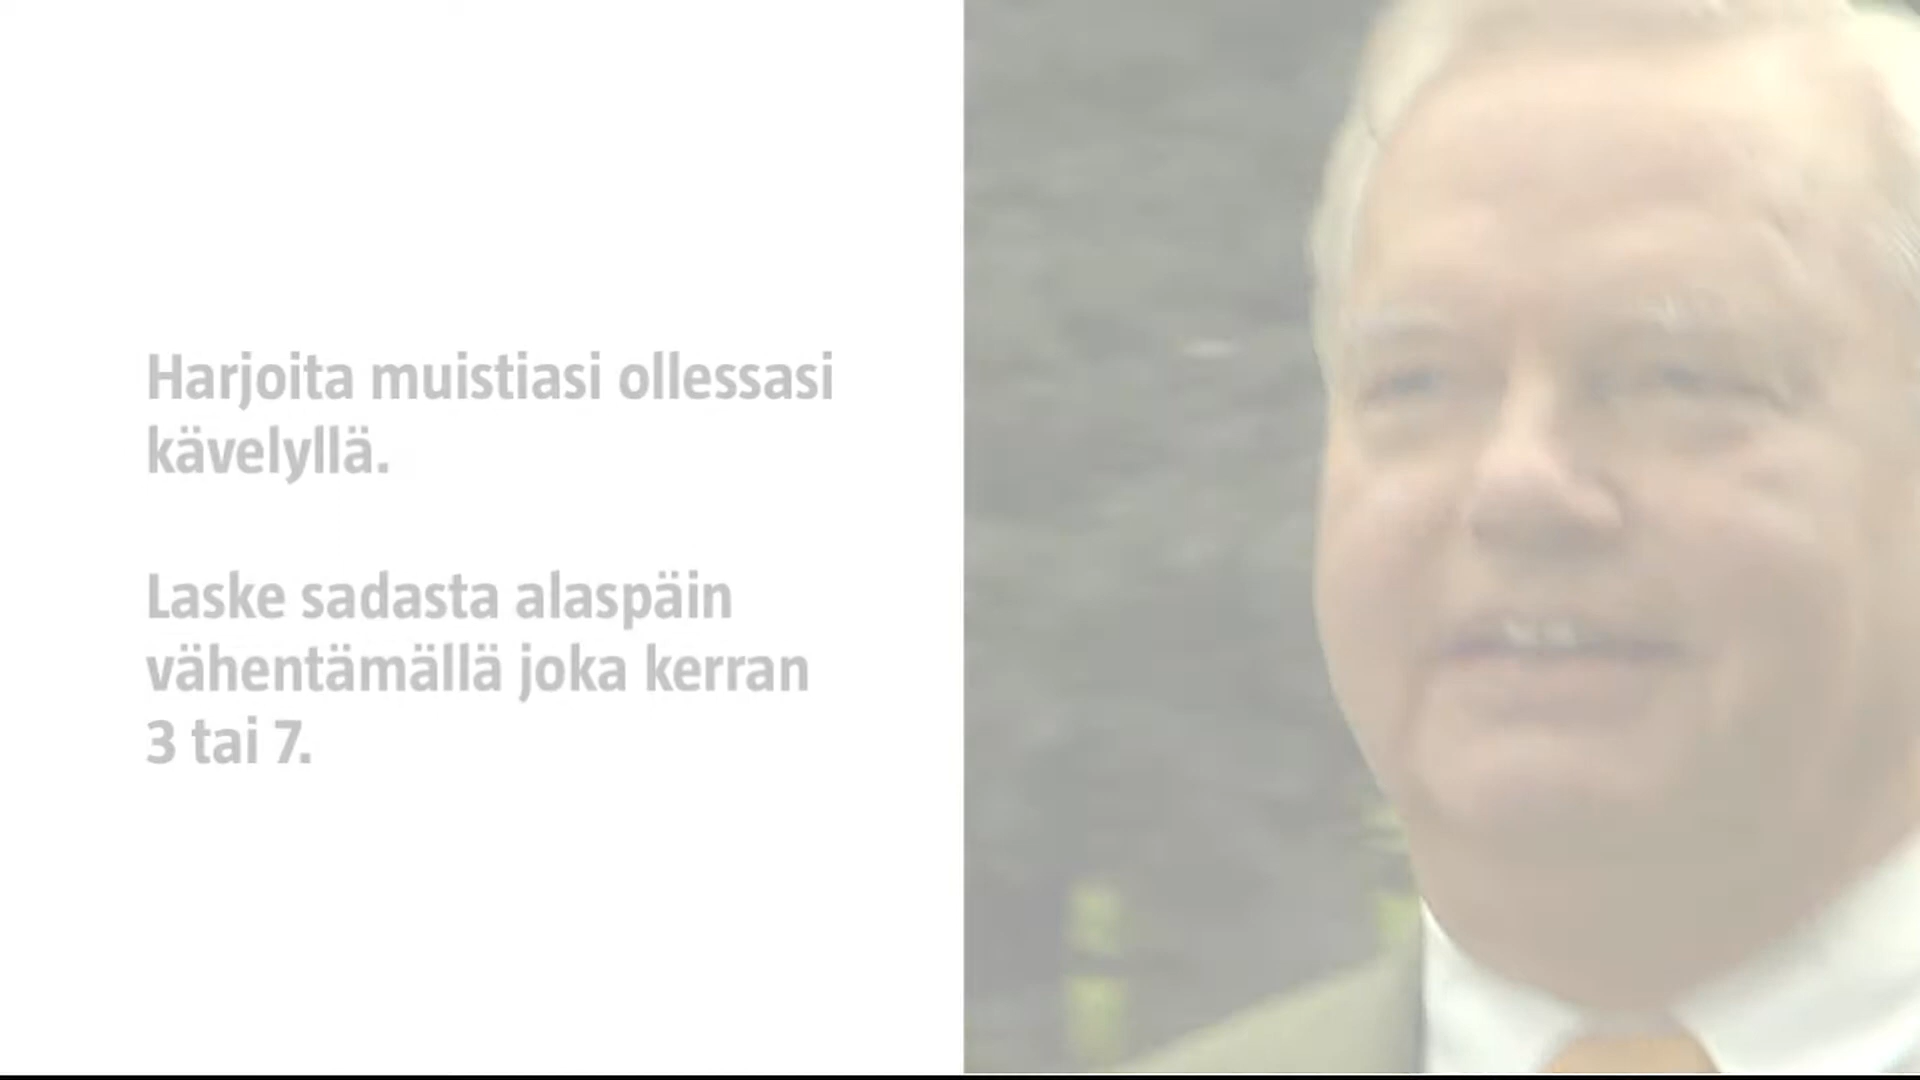 Harjoita muistiasi ollessasi
kävelyllä.
Laske sadasta alaspäin
vähentämällä joka kerran
3 tai 7.